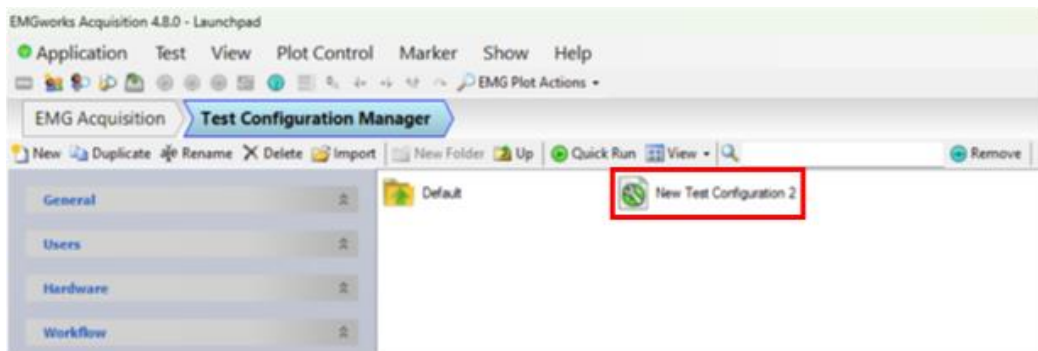 EMGworks Acquisition 4.8.0 - Launchpad
Application Test View Plot Control Marker Show Help
EMG Plot Actions
EMG Acquisition Test Configuration Manager
New Duplicate Rename Delete Import New Folder Up Quick Run View Remove
General
Default
New Test Configuration 2
Users
Hardware
Workflow